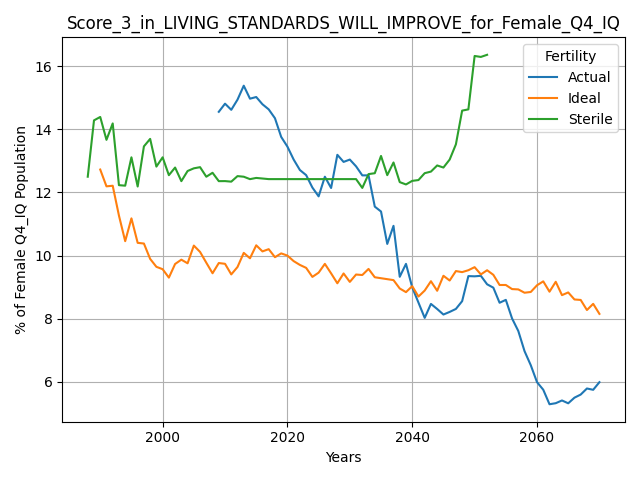 Score_3_in_LIVING_STANDARDS_WILL_IMPROVE_for_Female_Q4_IQ
Fertility
Actual
Ideal
Sterile
% of Female Q4_IQ Population
16
14
12
10
8
6
2000
2020
2040
2060
Years